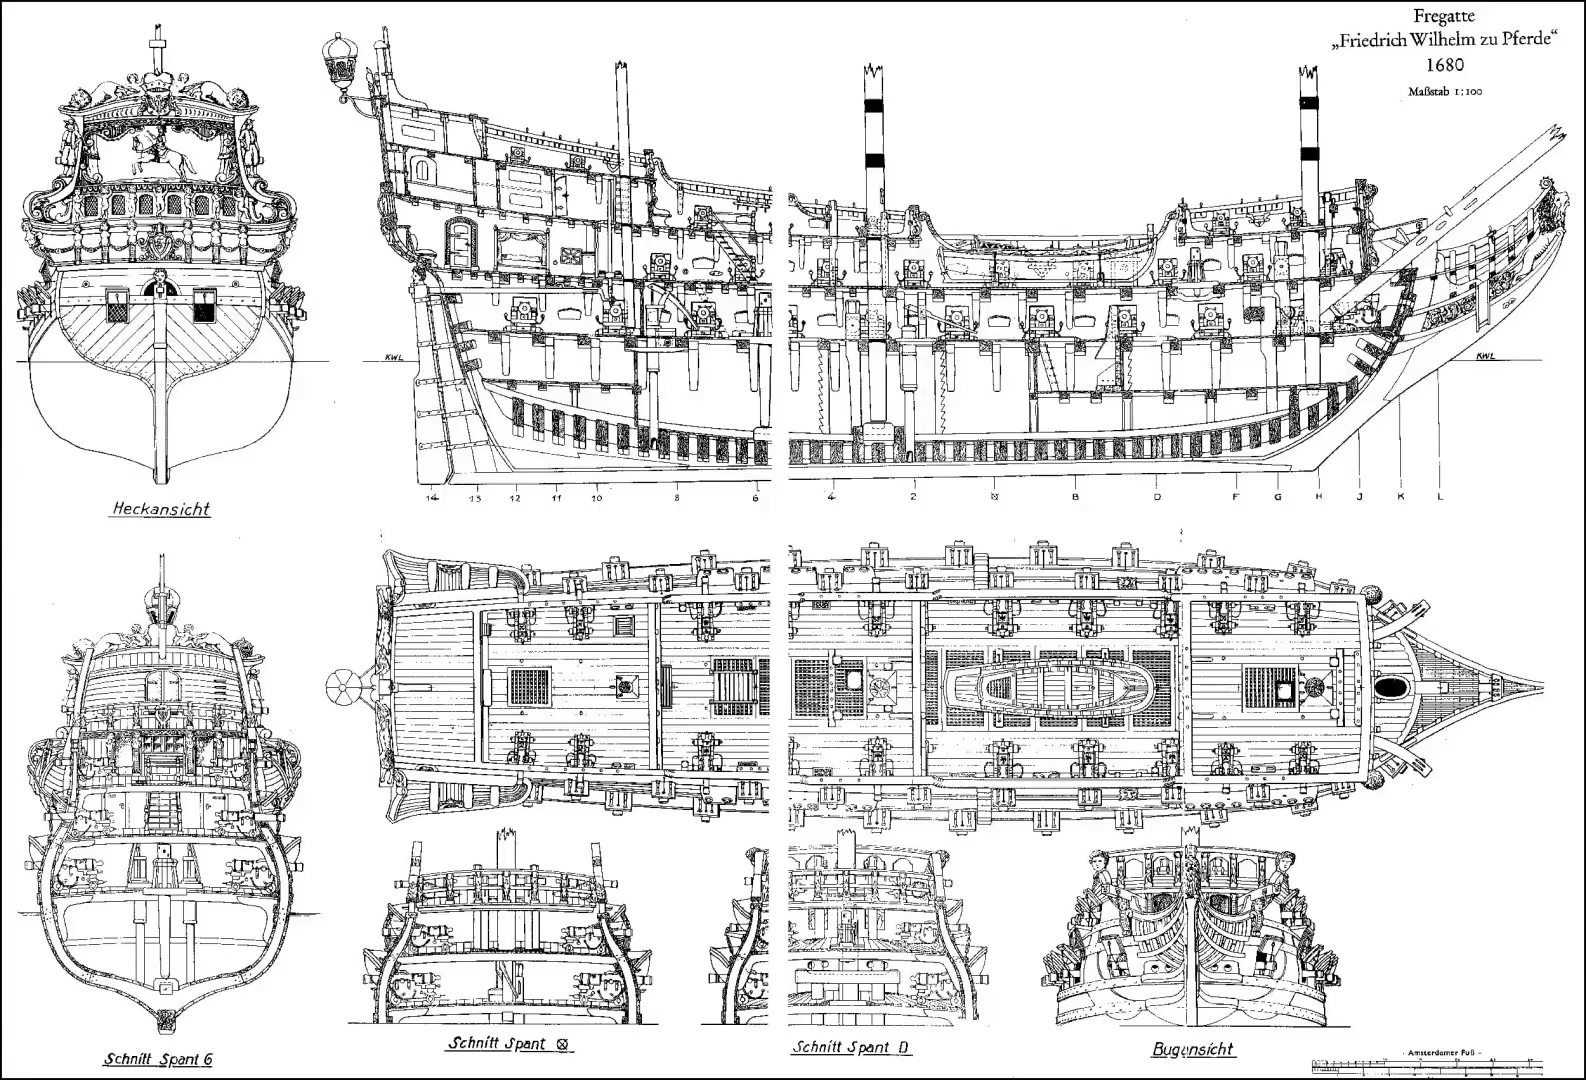 Fregatte
„Friedrich Wilhelm zu Pferde“
1680
Maßstab 1:100
KWL
KWL
14 13 12 11 10 8 6 4 2 ⊠ B D F G H J K L
Heckansicht
Schnitt Spant 6
Schnitt Spant ⊠
Schnitt Spant D
Bugansicht
- Amsterdamer Fuß -